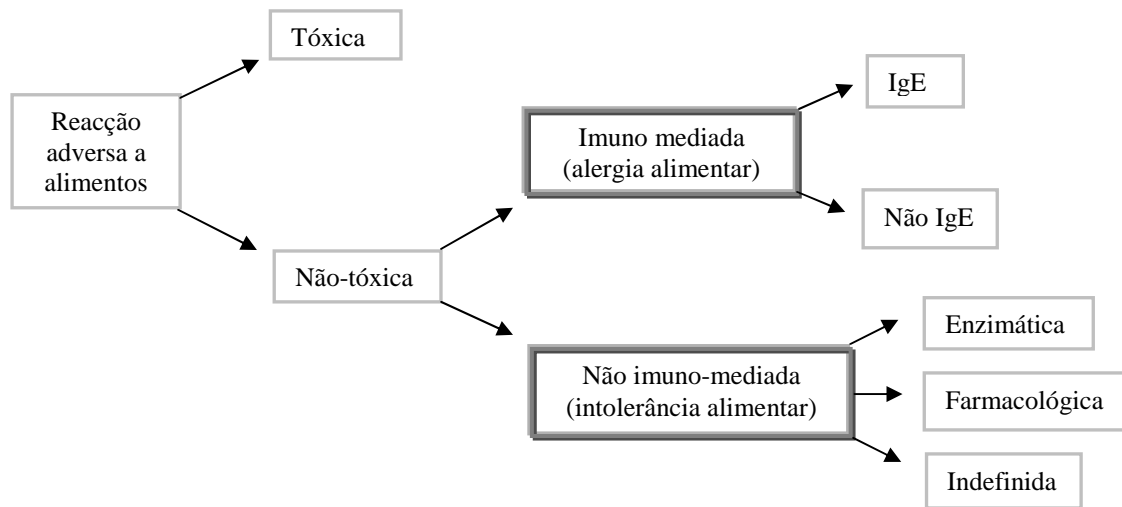 Tóxica
Reacção
adversa a
alimentos
Não-tóxica
Imuno mediada
(alergia alimentar)
IgE
Não IgE
Não imuno-mediada
(intolerância alimentar)
Enzimática
Farmacológica
Indefinida